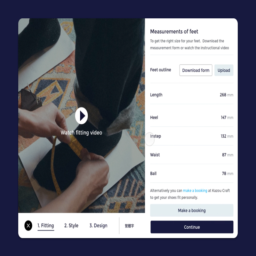 Measurements of feet
To get the right size for your feet. Download the
measurement form or watch the instructional video.
Feet outline
Download form
Upload
Watch fitting video
Length
268 mm
Heel
147 mm
Instep
152 mm
Waist
87 mm
Ball
78 mm
Alternatively you can make a booking at
to get your shoes fit personally.
Make a booking
Continue
1. Fitting
2. Style
3. Design